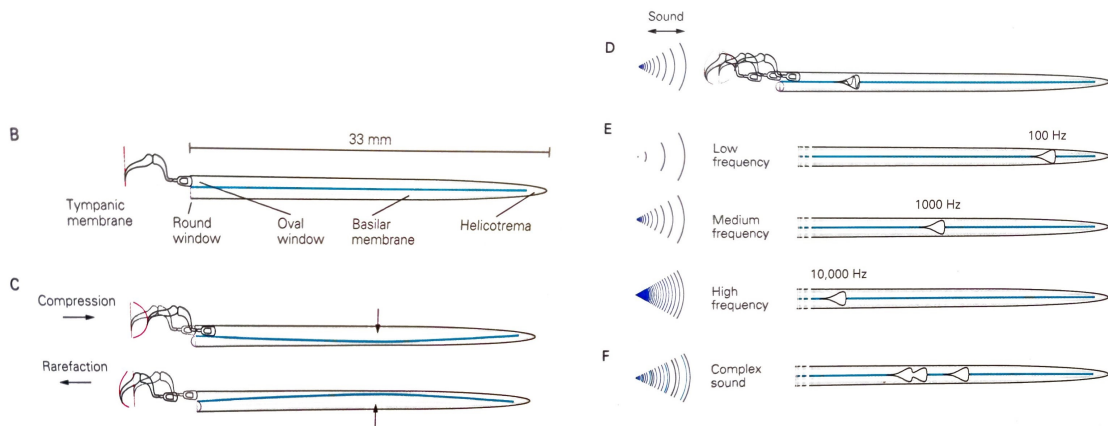 B
33 mm
Tympanic
membrane
Round
window
Oval
window
Basilar
membrane
Helicotrema
C
Compression
Rarefaction
Sound
D
E
Low
frequency
100 Hz
Medium
frequency
1000 Hz
High
frequency
10,000 Hz
F
Complex
sound